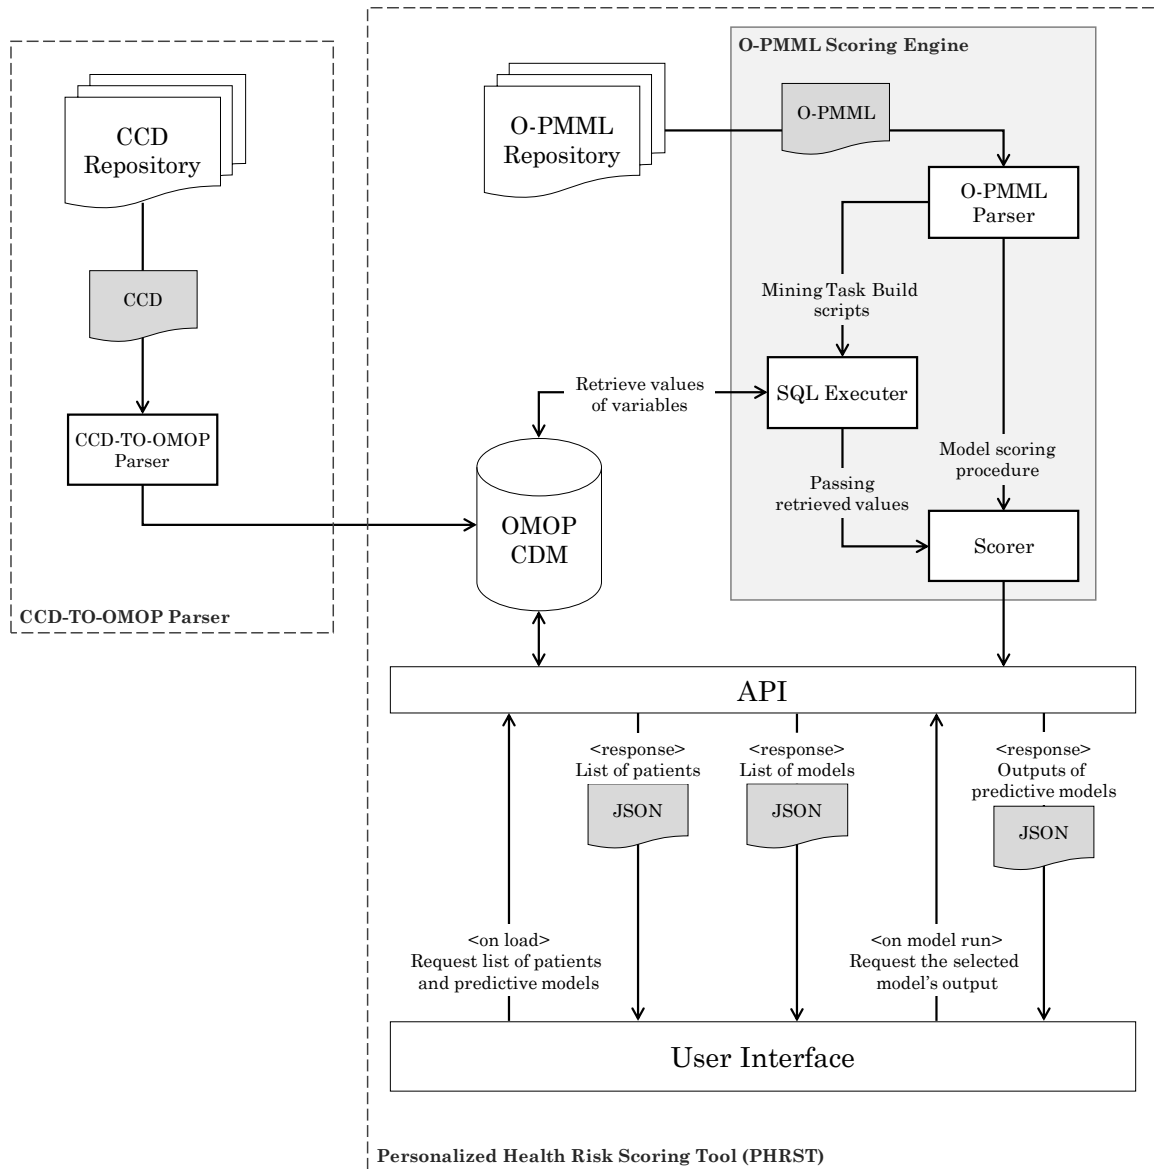 CCD
Repository
CCD
CCD-TO-OMOP
Parser
CCD-TO-OMOP Parser
O-PMML Scoring Engine
O-PMML
Repository
O-PMML
O-PMML
Parser
Mining Task Build
scripts
SQL Executer
Retrieve values
of variables
Model scoring
procedure
Passing
retrieved values
Scorer
OMOP
CDM
API
<response>
List of patients
JSON
<response>
List of models
JSON
<response>
Outputs of
predictive models
JSON
<on load>
Request list of patients
and predictive models
<on model run>
Request the selected
model’s output
User Interface
Personalized Health Risk Scoring Tool (PHRST)